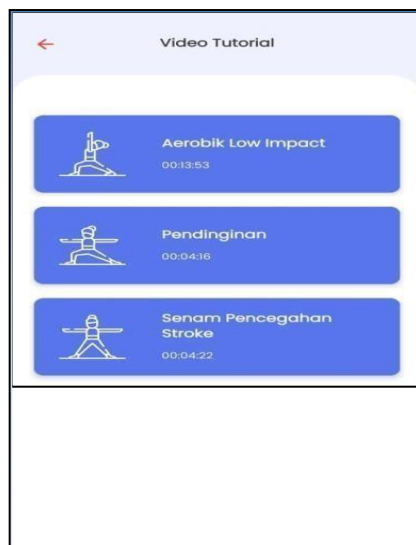 Video Tutorial
Aerobik Low Impact
00:13:53
Pendinginan
00:04:16
Senam Pencegahan
Stroke
00:04:22